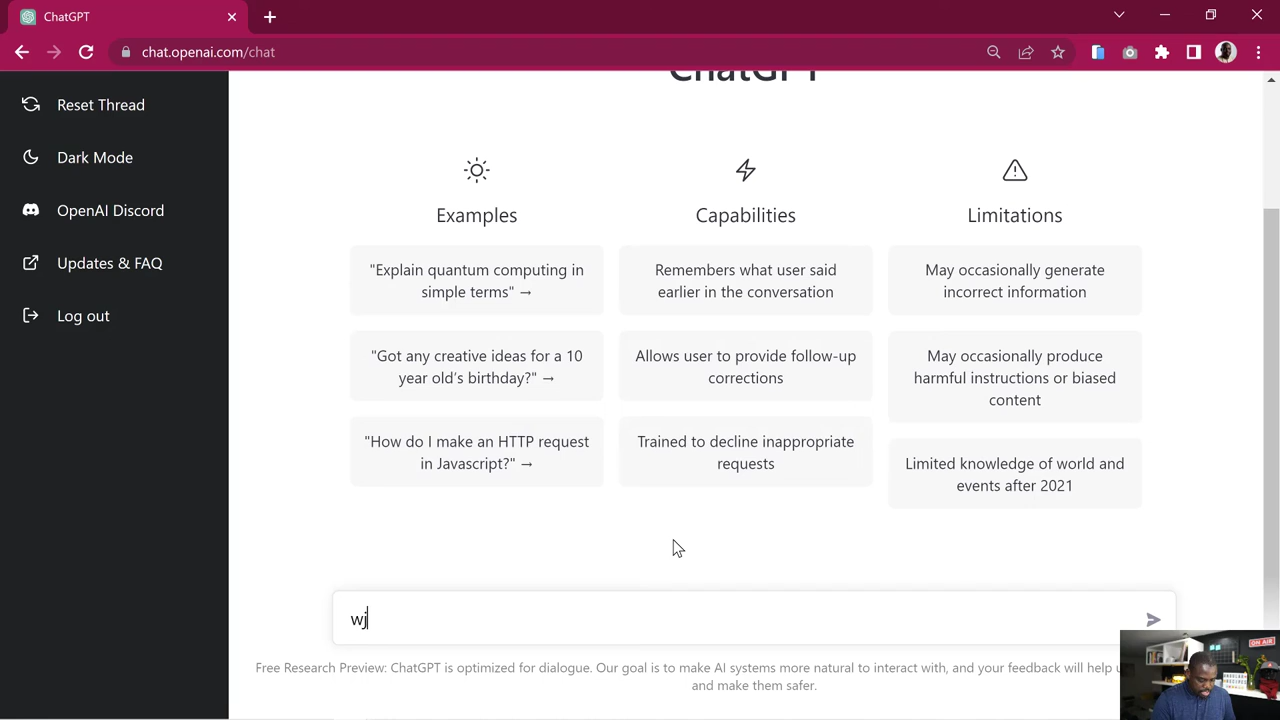 ChatGPT
chat.openai.com/chat
Reset Thread
Dark Mode
OpenAI Discord
Updates & FAQ
Log out
ChatGPT
Examples
"Explain quantum computing in
simple terms" →
"Got any creative ideas for a 10
year old's birthday?" →
"How do I make an HTTP request
in Javascript?" →
Capabilities
Remembers what user said
earlier in the conversation
Allows user to provide follow-up
corrections
Trained to decline inappropriate
requests
Limitations
May occasionally generate
incorrect information
May occasionally produce
harmful instructions or biased
content
Limited knowledge of world and
events after 2021
wj
Free Research Preview: ChatGPT is optimized for dialogue. Our goal is to make AI systems more natural to interact with, and your feedback will help
and make them safer.
ON AIR